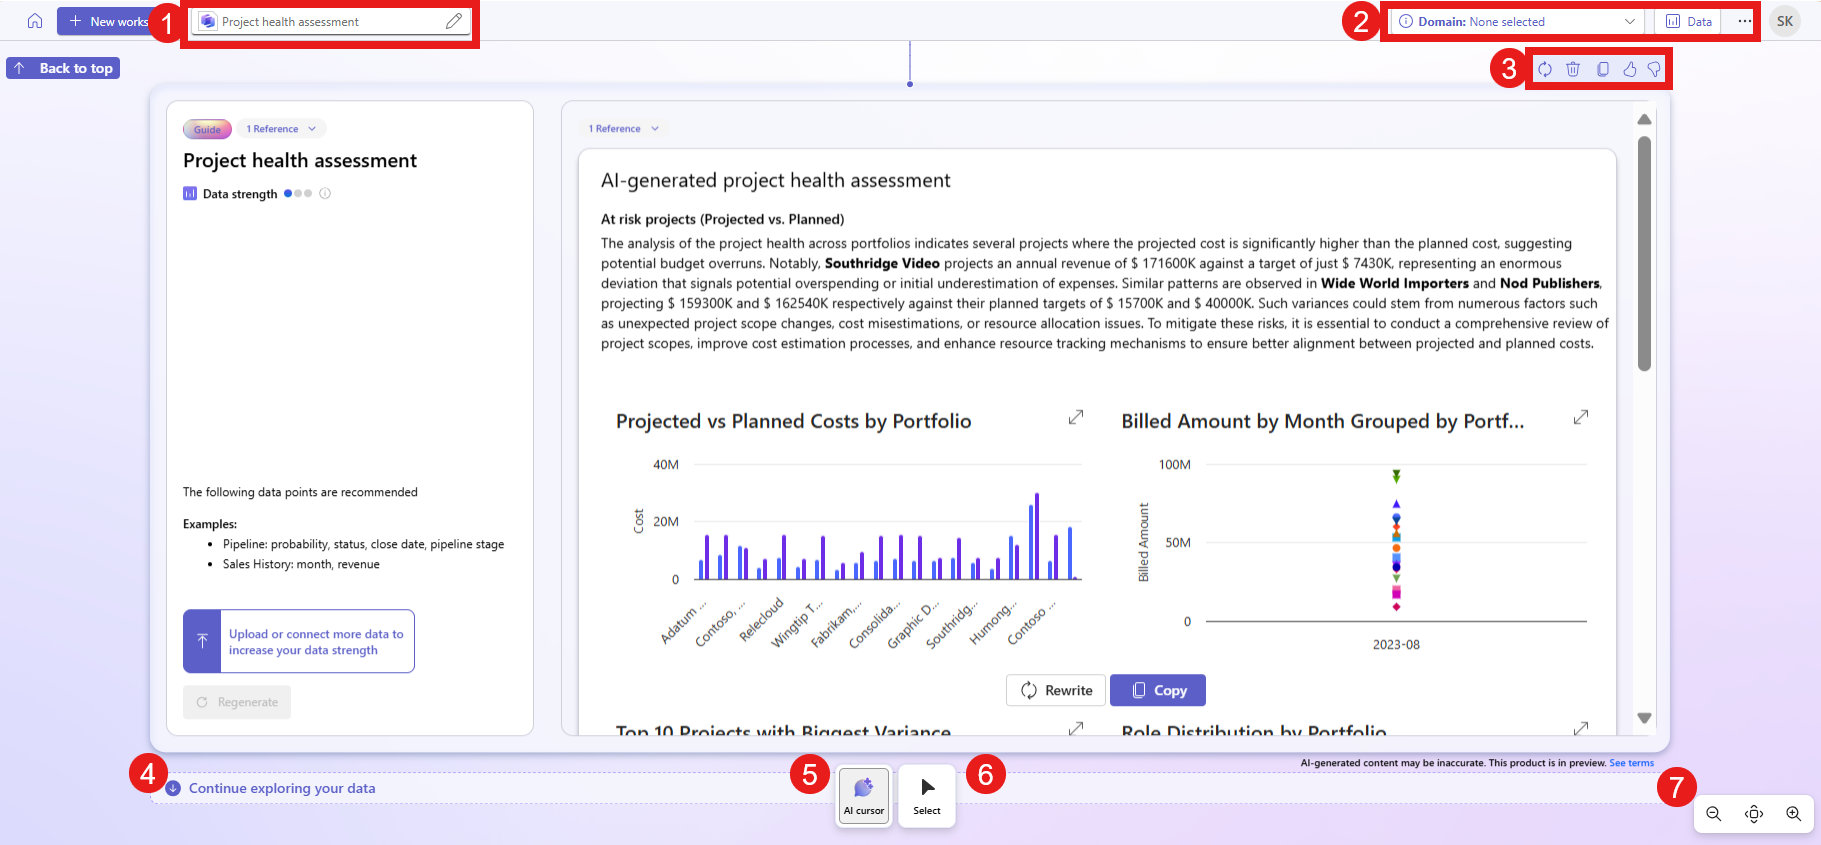 New works
1
Project health assessment
2
Domain: None selected
Data
SK
Back to top
3
Guide
1 Reference
Project health assessment
Data strength
The following data points are recommended
Examples:
Pipeline: probability, status, close date, pipeline stage
Sales History: month, revenue
Upload or connect more data to
increase your data strength
Regenerate
1 Reference
AI-generated project health assessment
At risk projects (Projected vs. Planned)
The analysis of the project health across portfolios indicates several projects where the projected cost is significantly higher than the planned cost, suggesting
potential budget overruns. Notably, Southridge Video projects an annual revenue of $ 171600K against a target of just $ 7430K, representing an enormous
deviation that signals potential overspending or initial underestimation of expenses. Similar patterns are observed in Wide World Importers and Nod Publishers,
projecting $ 159300K and $ 162540K respectively against their planned targets of $ 15700K and $ 40000K. Such variances could stem from numerous factors such
as unexpected project scope changes, cost misestimations, or resource allocation issues. To mitigate these risks, it is essential to conduct a comprehensive review of
project scopes, improve cost estimation processes, and enhance resource tracking mechanisms to ensure better alignment between projected and planned costs.
Projected vs Planned Costs by Portfolio
40M
20M
0
Cost
Adatum ...
Contoso, ...
Relecloud
Wingtip T...
Fabrikam,...
Consolida...
Graphic D...
Southridg...
Humong...
Contoso ...
Billed Amount by Month Grouped by Portf...
100M
50M
0
Billed Amount
2023-08
Rewrite
Copy
Top 10 Projects with Biggest Variance
Role Distribution by Portfolio
AI-generated content may be inaccurate. This product is in preview. See terms
4
Continue exploring your data
5
AI cursor
Select
6
7